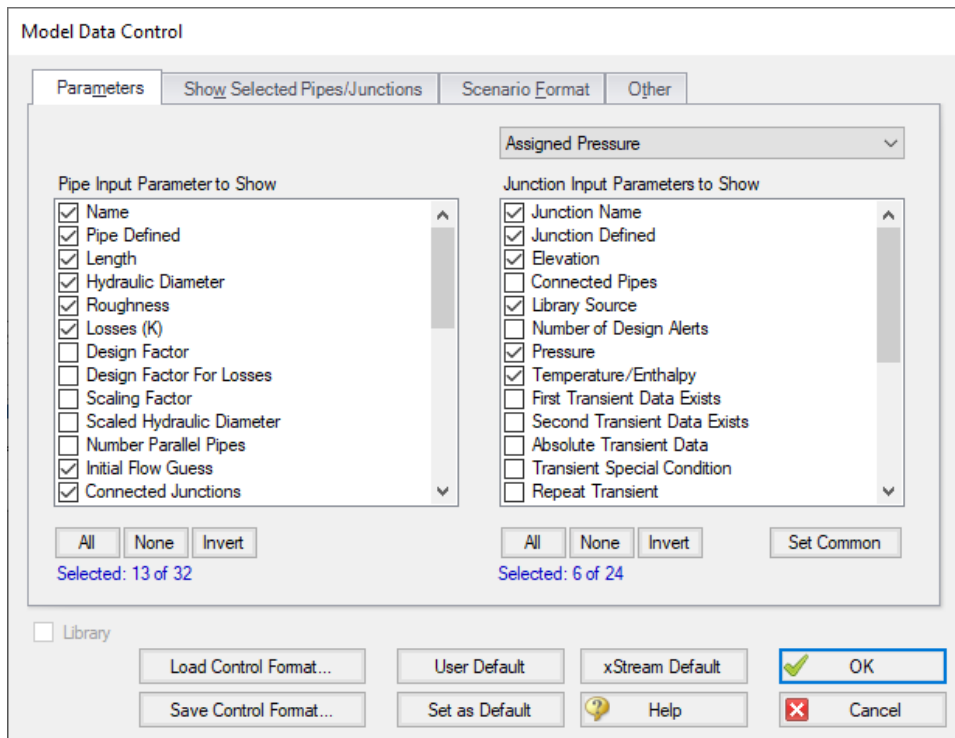 Model Data Control
Parameters
Show Selected Pipes/Junctions
Scenario Format
Other
Assigned Pressure
Pipe Input Parameter to Show
Name
Pipe Defined
Length
Hydraulic Diameter
Roughness
Losses (K)
Design Factor
Design Factor For Losses
Scaling Factor
Scaled Hydraulic Diameter
Number Parallel Pipes
Initial Flow Guess
Connected Junctions
All
None
Invert
Selected: 13 of 32
Junction Input Parameters to Show
Junction Name
Junction Defined
Elevation
Connected Pipes
Library Source
Number of Design Alerts
Pressure
Temperature/Enthalpy
First Transient Data Exists
Second Transient Data Exists
Absolute Transient Data
Transient Special Condition
Repeat Transient
All
None
Invert
Set Common
Selected: 6 of 24
Library
Load Control Format...
User Default
xStream Default
OK
Save Control Format...
Set as Default
Help
Cancel